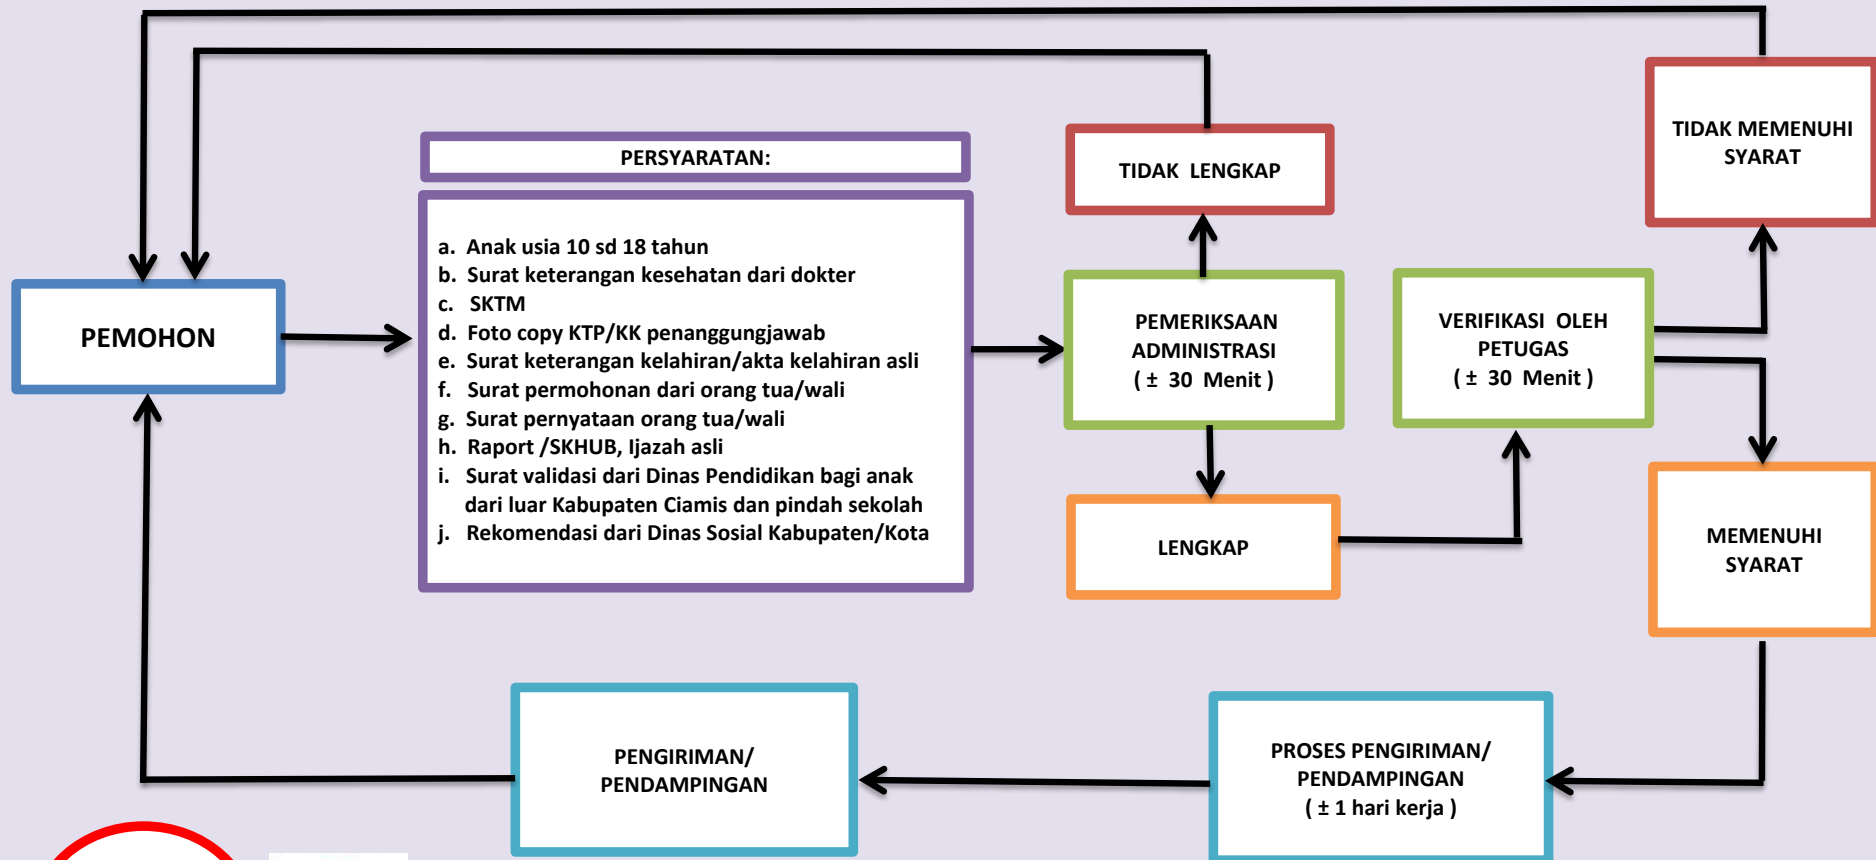 TIDAK MEMENUHI
SYARAT
PERSYARATAN:
TIDAK LENGKAP
a. Anak usia 10 sd 18 tahun
b. Surat keterangan kesehatan dari dokter
c. SKTM
d. Foto copy KTP/KK penanggungjawab
e. Surat keterangan kelahiran/akta kelahiran asli
f. Surat permohonan dari orang tua/wali
g. Surat pernyataan orang tua/wali
h. Raport /SKHUB, Ijazah asli
i. Surat validasi dari Dinas Pendidikan bagi anak
dari luar Kabupaten Ciamis dan pindah sekolah
j. Rekomendasi dari Dinas Sosial Kabupaten/Kota
PEMOHON
PEMERIKSAAN
ADMINISTRASI
( ± 30 Menit )
VERIFIKASI OLEH
PETUGAS
( ± 30 Menit )
LENGKAP
MEMENUHI
SYARAT
PENGIRIMAN/
PENDAMPINGAN
PROSES PENGIRIMAN/
PENDAMPINGAN
( ± 1 hari kerja )